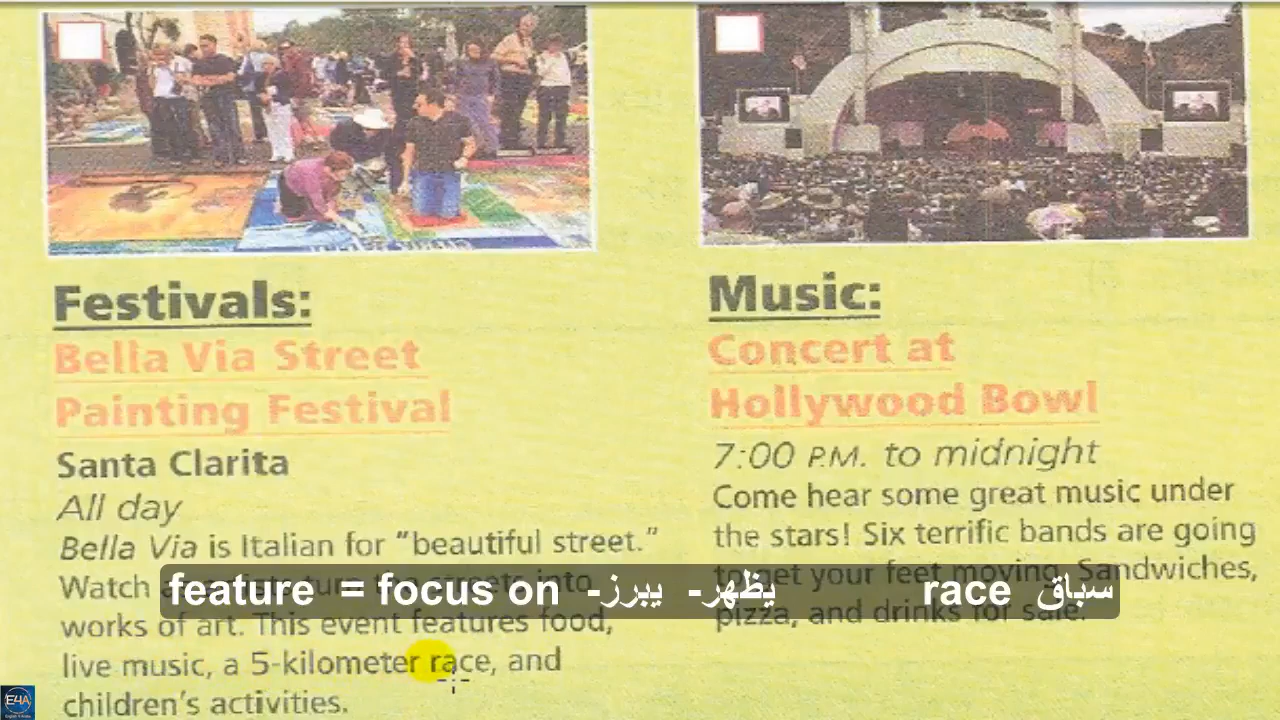 Festivals:
Bella Via Street
Painting Festival
Santa Clarita
All day
Bella Via is Italian for “beautiful street.”
Watch
works of art. This event features food,
live music, a 5-kilometer race, and
children’s activities.
Music:
Concert at
Hollywood Bowl
7:00 P.M. to midnight
Come hear some great music under
the stars! Six terrific bands are going
to get your feet moving. Sandwiches,
pizza, and drinks for sale.
feature = focus on يظهر- يبرز-
race سباق
E4A